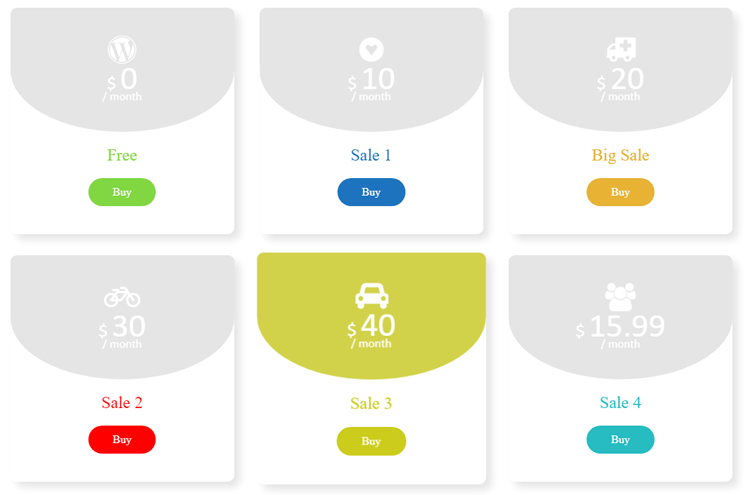 $ 0
/ month
Free
Buy
$ 10
/ month
Sale 1
Buy
$ 20
/ month
Big Sale
Buy
$ 30
/ month
Sale 2
Buy
$ 40
/ month
Sale 3
Buy
$ 15.99
/ month
Sale 4
Buy